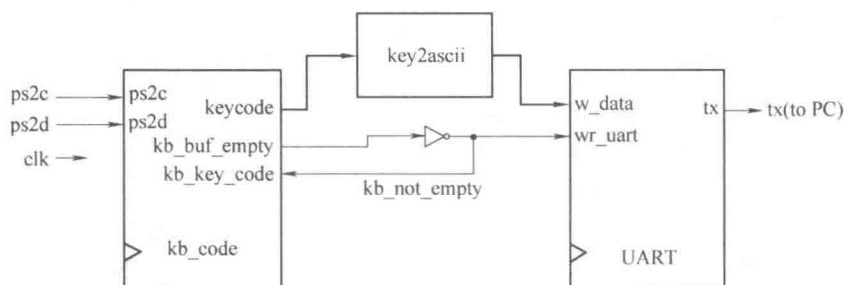 key2ascii
ps2c
ps2c
keycode
w_data
tx
tx(to PC)
ps2d
ps2d
kb_buf_empty
wr_uart
clk
kb_key_code
kb_not_empty
kb_code
UART